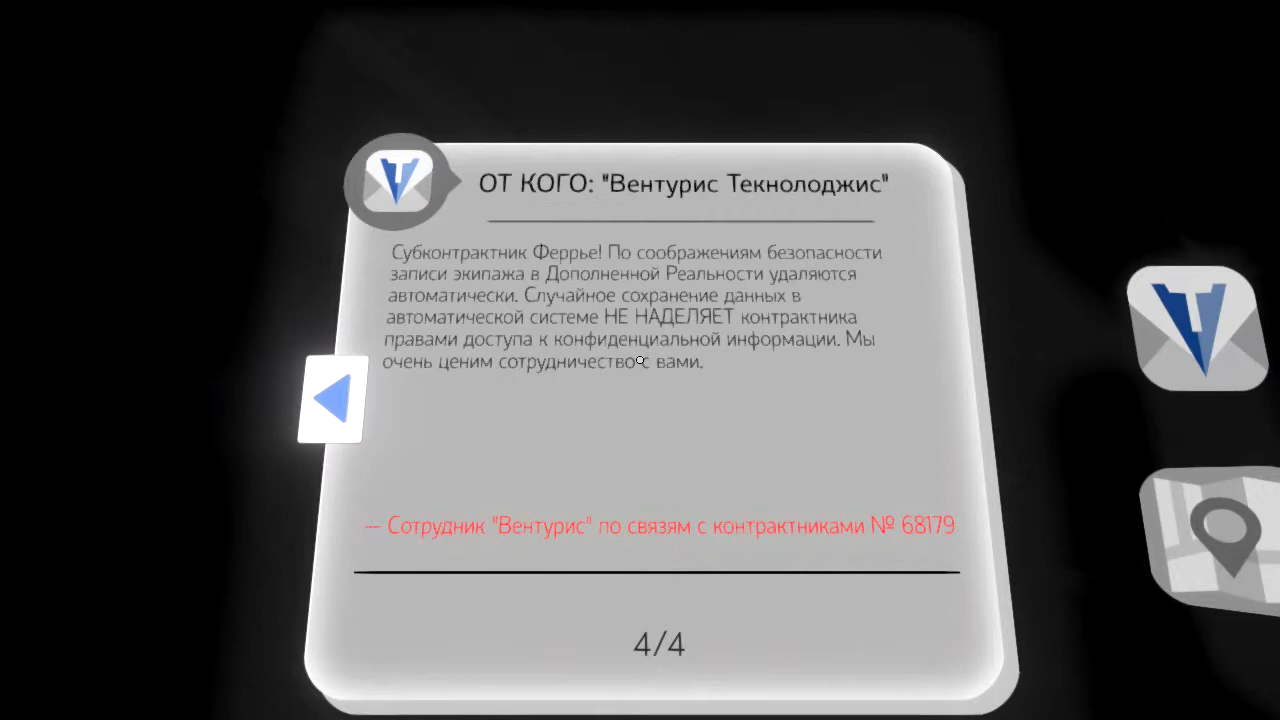 ОТ КОГО: "Вентурис Текнолоджис"
Субконтрактник Феррье! По соображениям безопасности
записи экипажа в Дополненной Реальности удаляются
автоматически. Случайное сохранение данных в
автоматической системе НЕ НАДЕЛЯЕТ контрактника
правами доступа к конфиденциальной информации. Мы
очень ценим сотрудничество с вами.
-- Сотрудник "Вентурис" по связям с контрактниками № 68179
4/4